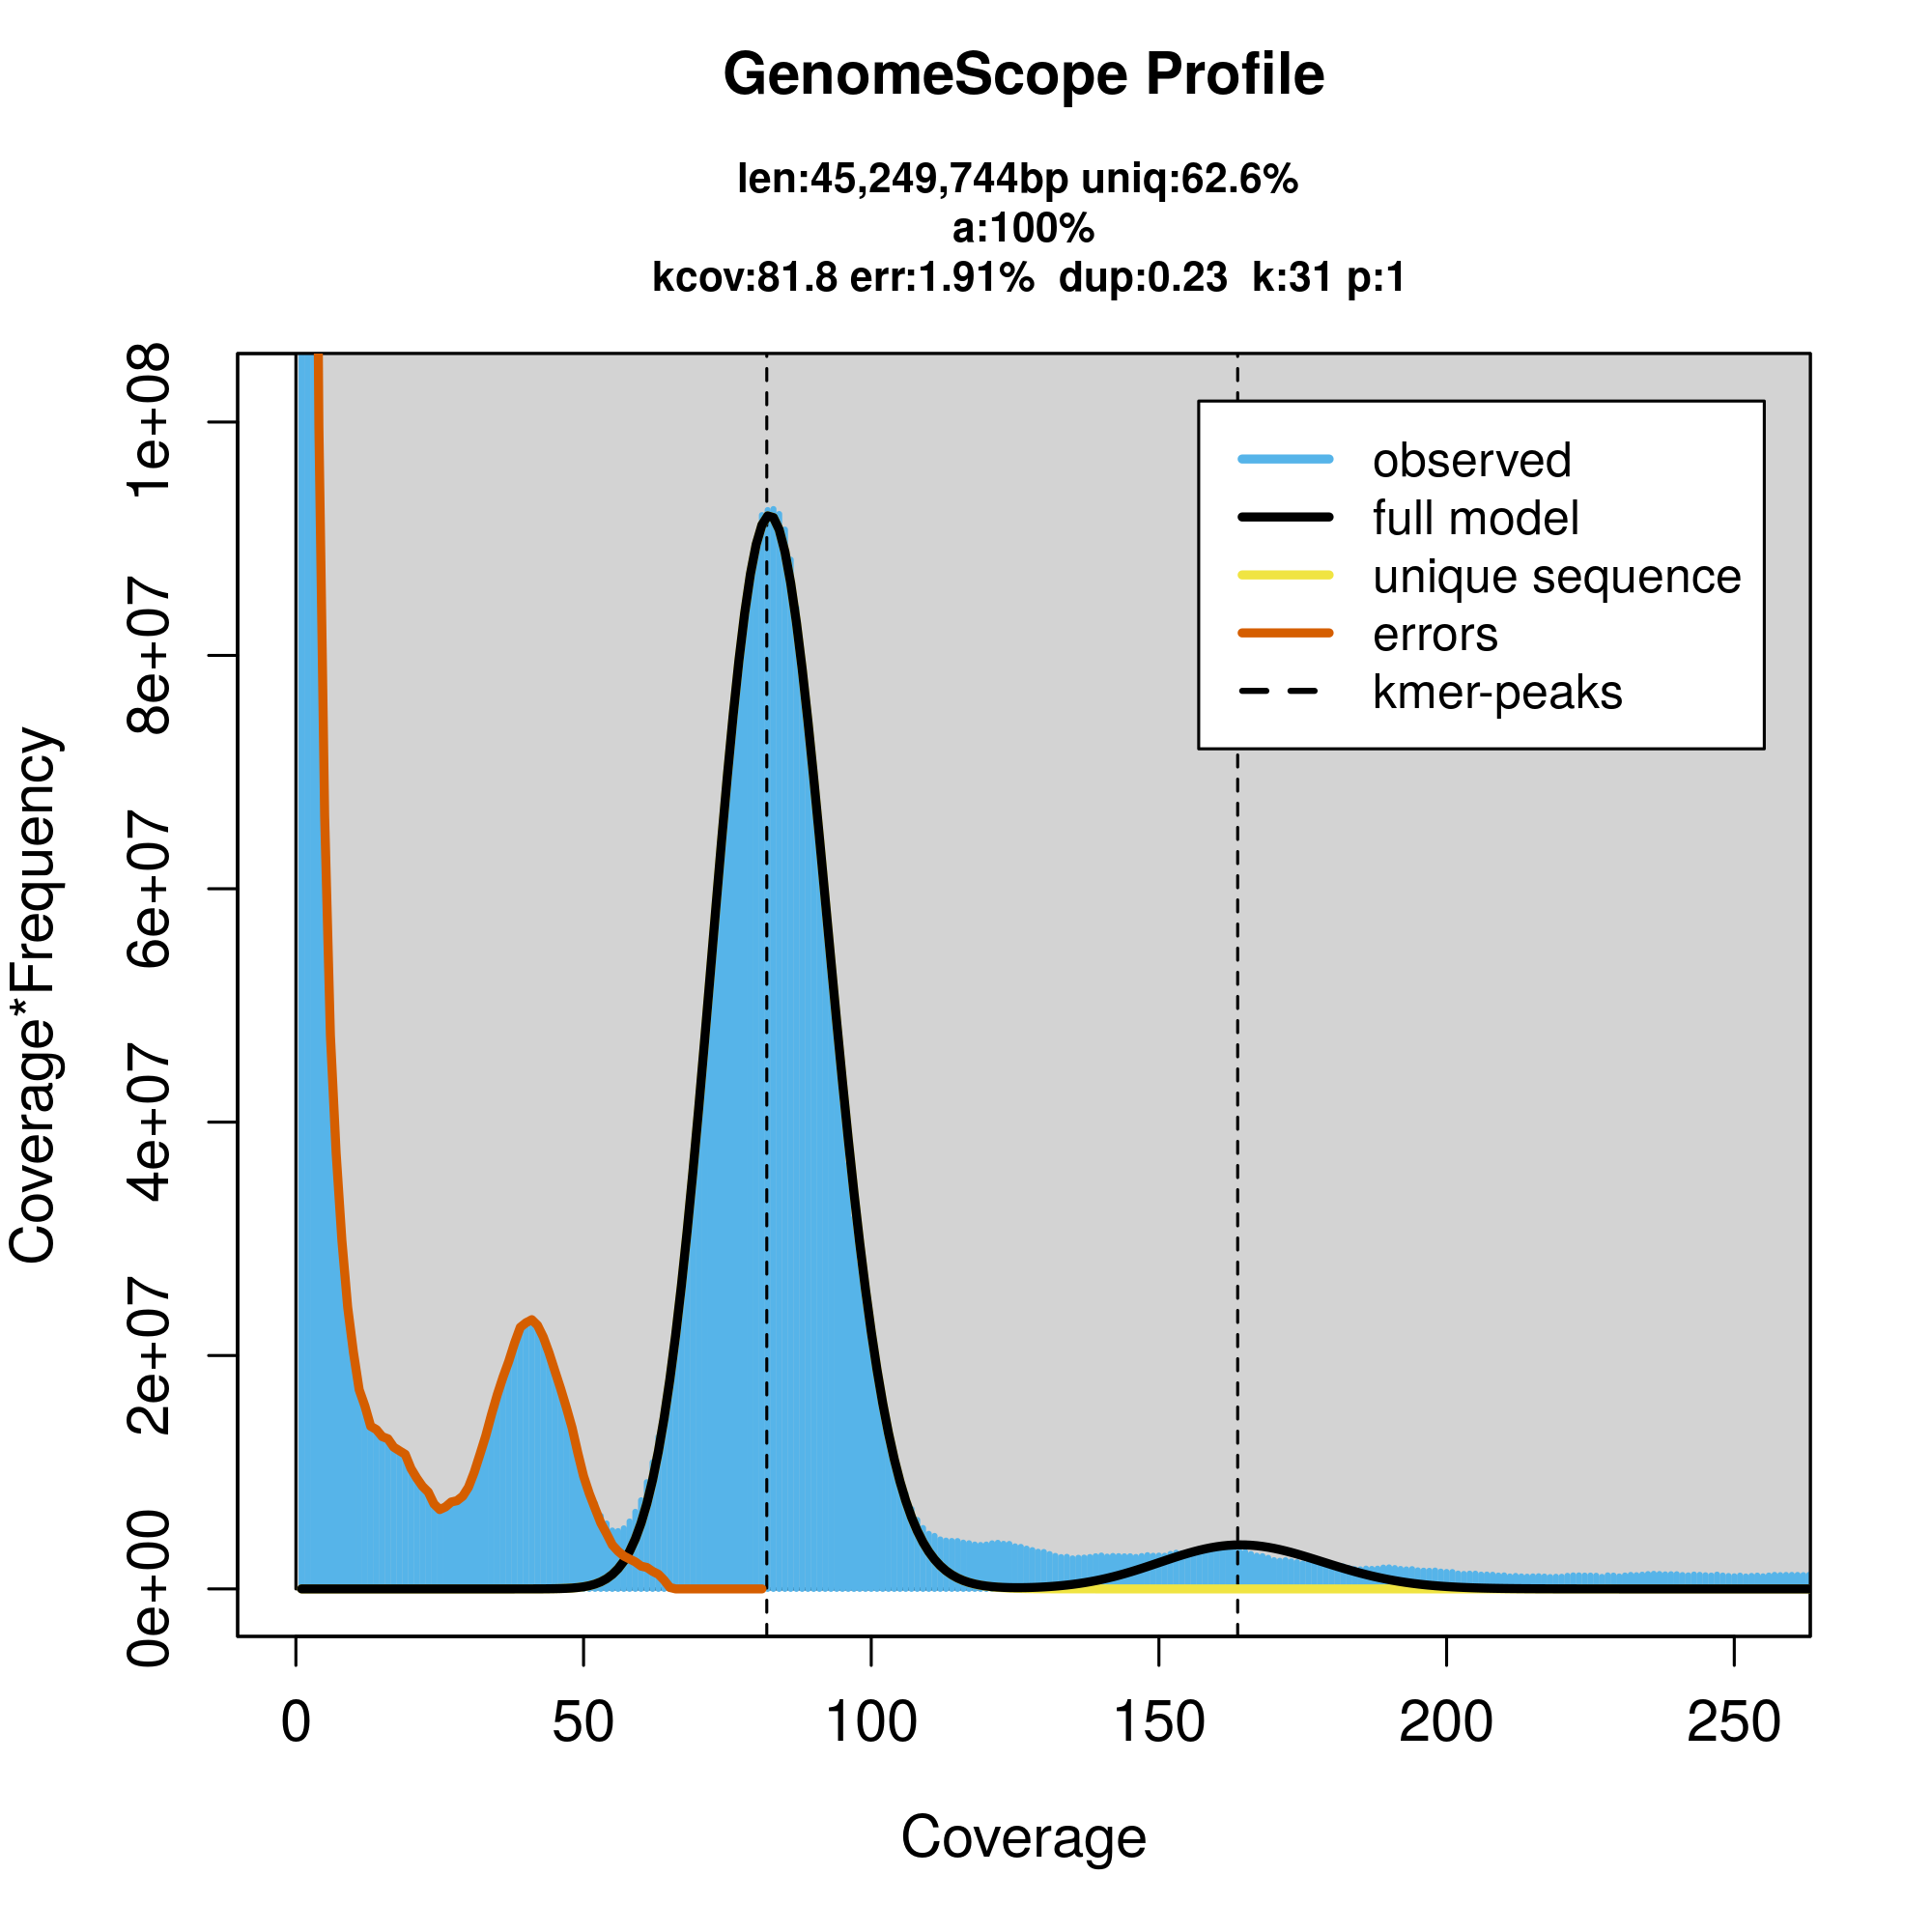 GenomeScope Profile
len:45,249,744bp uniq:62.6%
a:100%
kcov:81.8 err:1.91% dup:0.23 k:31 p:1
Coverage*Frequency
1e+08
8e+07
6e+07
4e+07
2e+07
0e+00
observed
full model
unique sequence
errors
kmer-peaks
0 50 100 150 200 250
Coverage